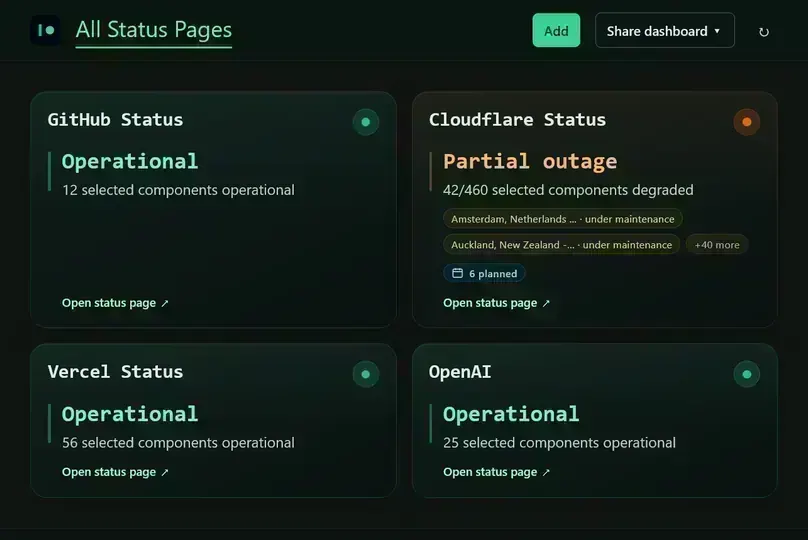 All Status Pages
Add
Share dashboard ▾
↻
GitHub Status
Operational
12 selected components operational
Open status page ↗
Cloudflare Status
Partial outage
42/460 selected components degraded
Amsterdam, Netherlands ... · under maintenance
Auckland, New Zealand -... · under maintenance
+40 more
6 planned
Open status page ↗
Vercel Status
Operational
56 selected components operational
Open status page ↗
OpenAI
Operational
25 selected components operational
Open status page ↗